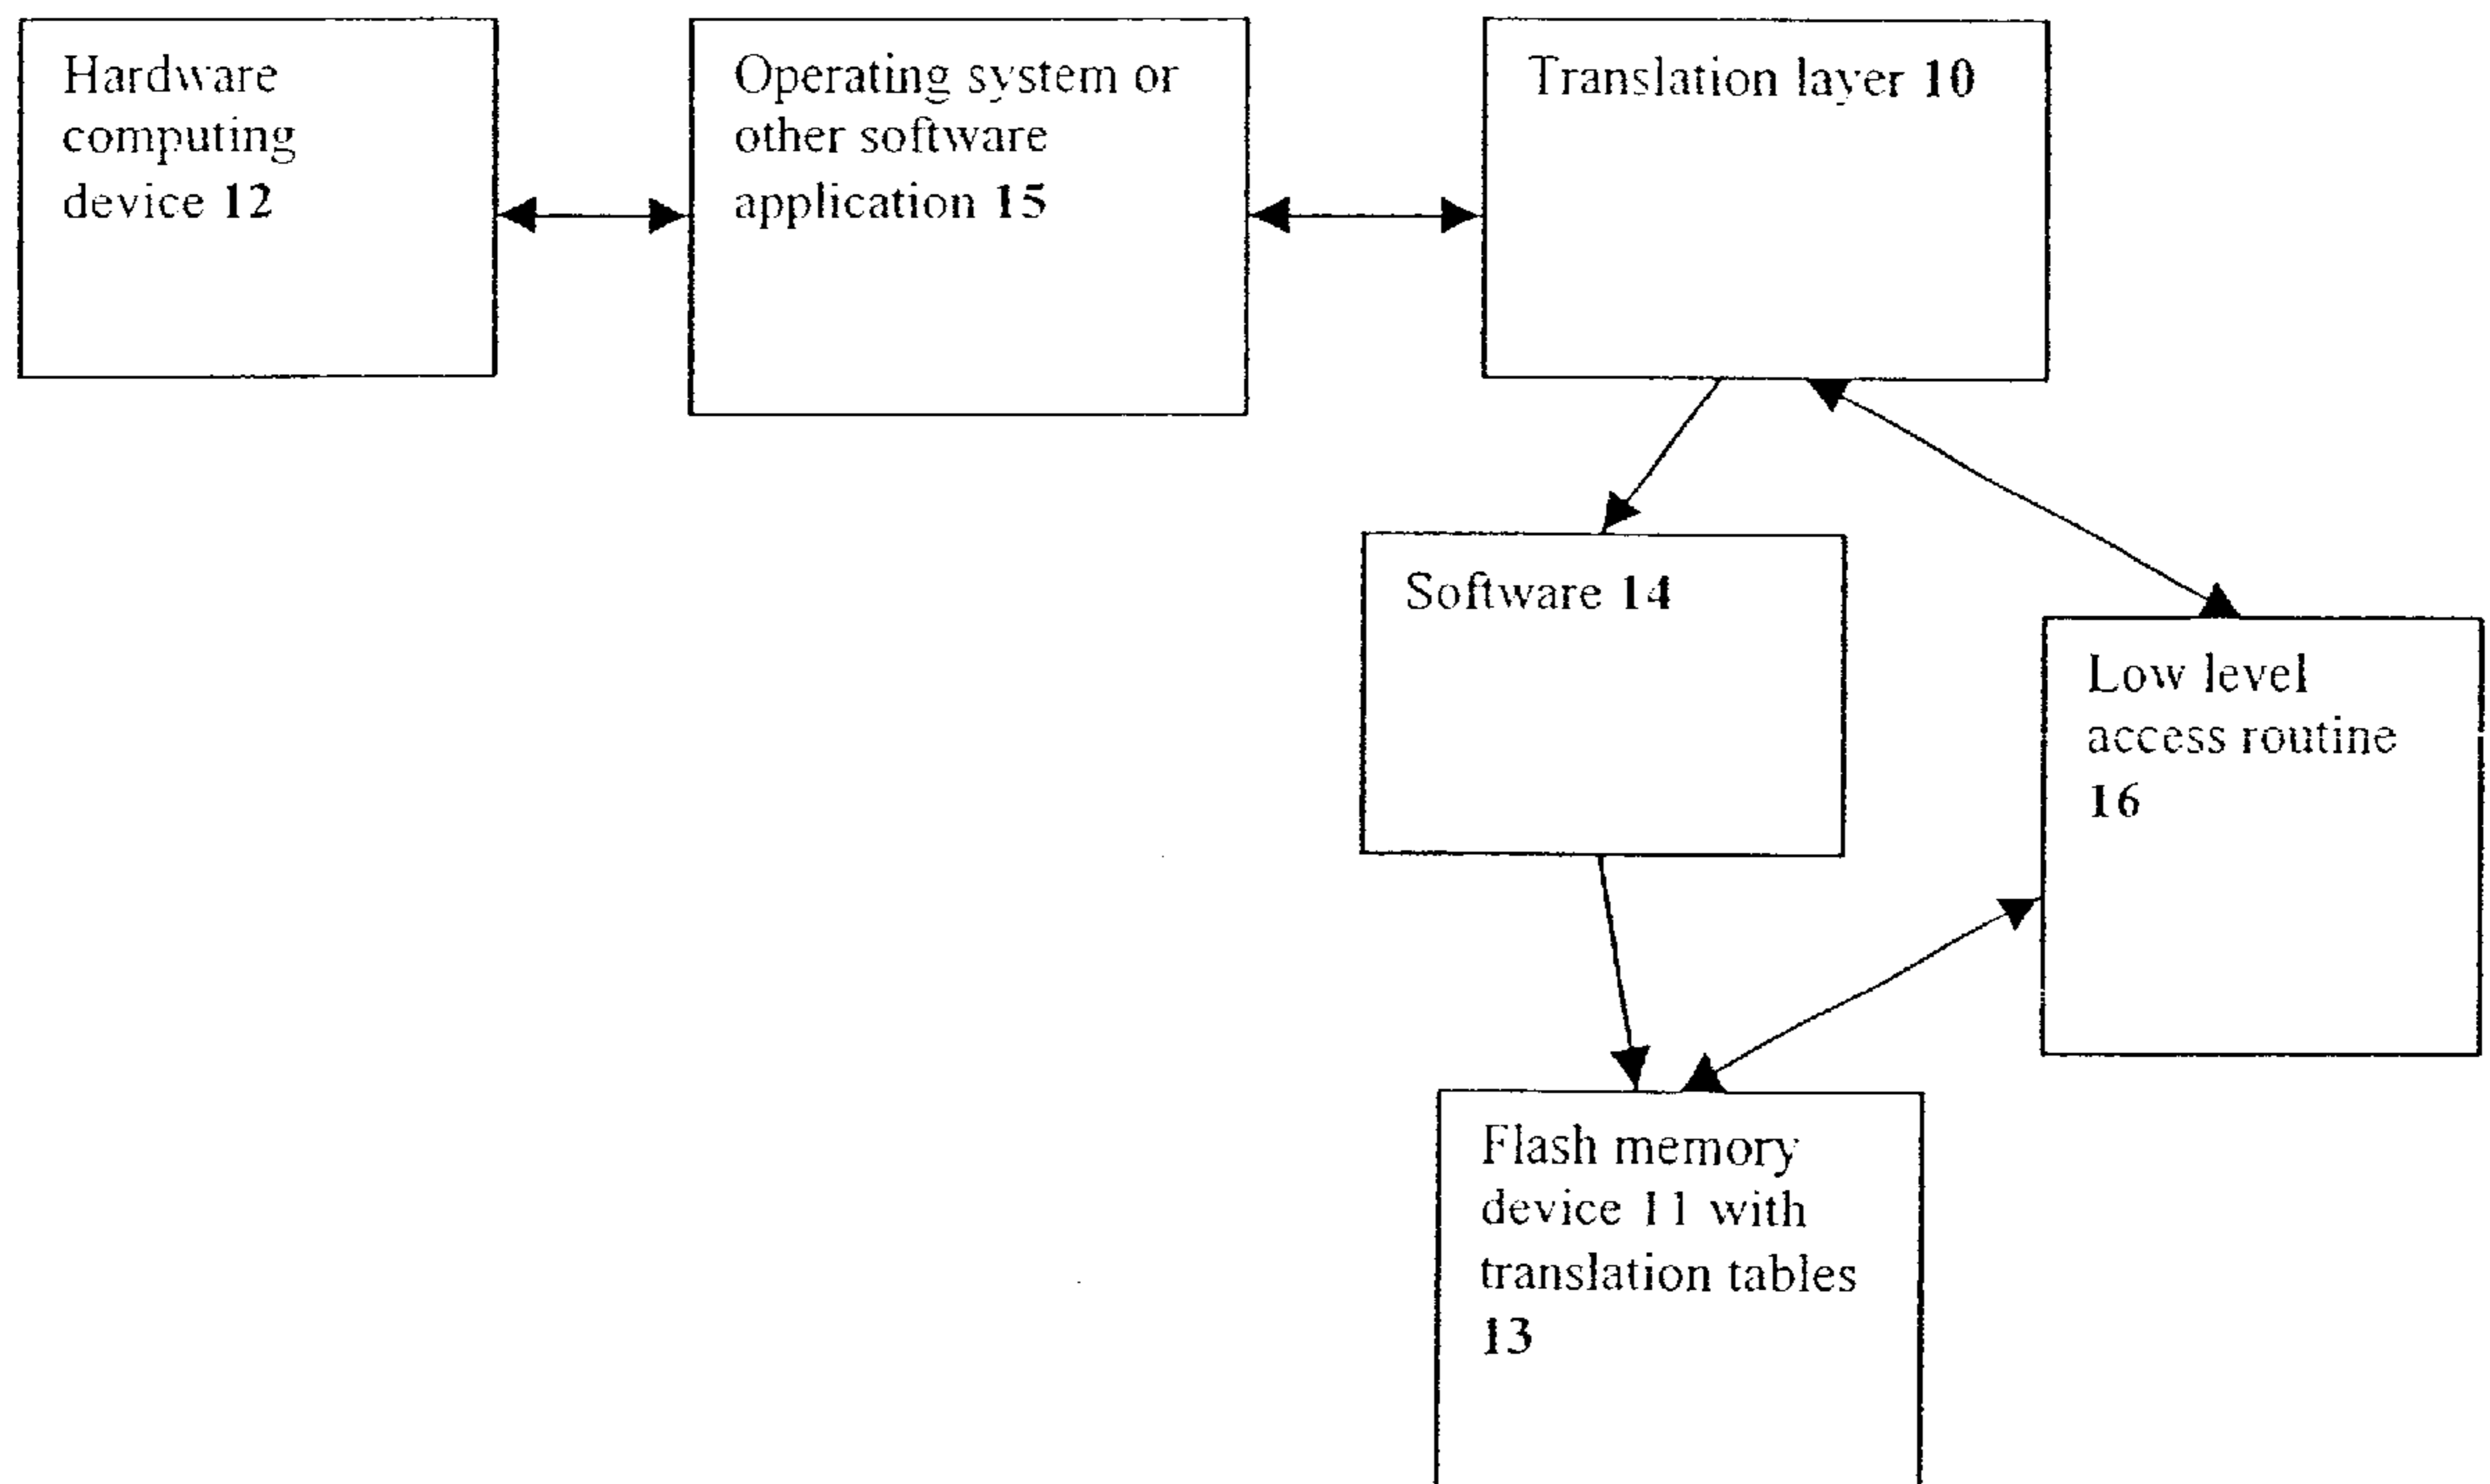 Hardware
computing
device 12
Operating system or
other software
application 15
Translation layer 10
Software 14
Low level
access routine
16
Flash memory
device 11 with
translation tables
13